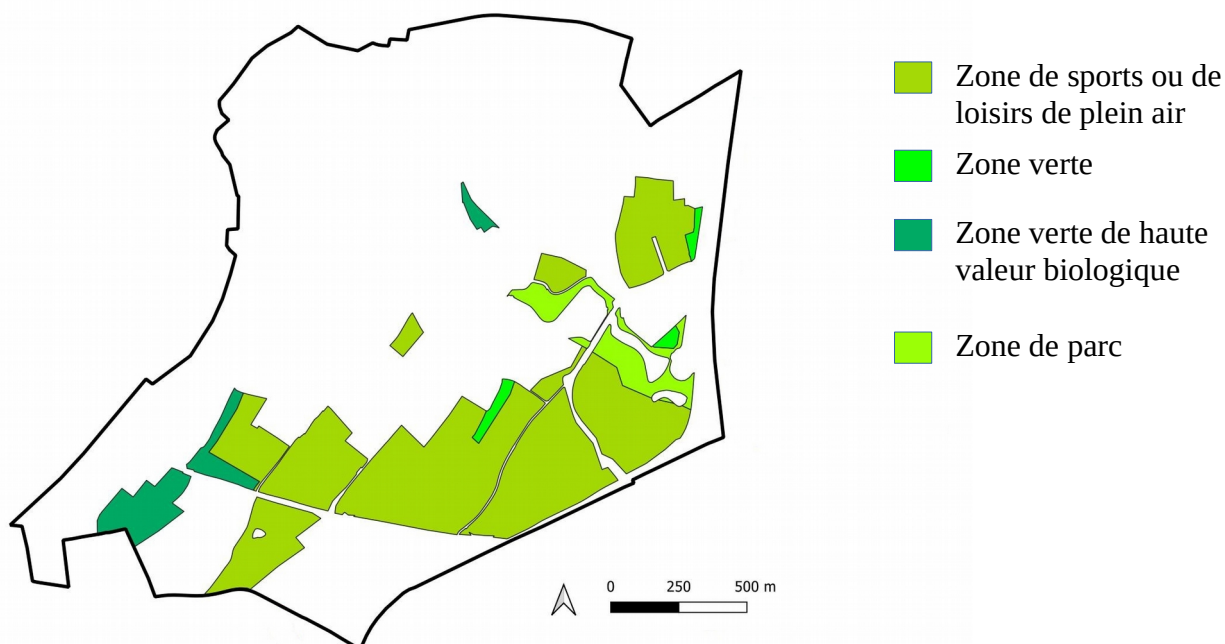 Zone de sports ou de
loisirs de plein air
Zone verte
Zone verte de haute
valeur biologique
Zone de parc
0 250 500 m